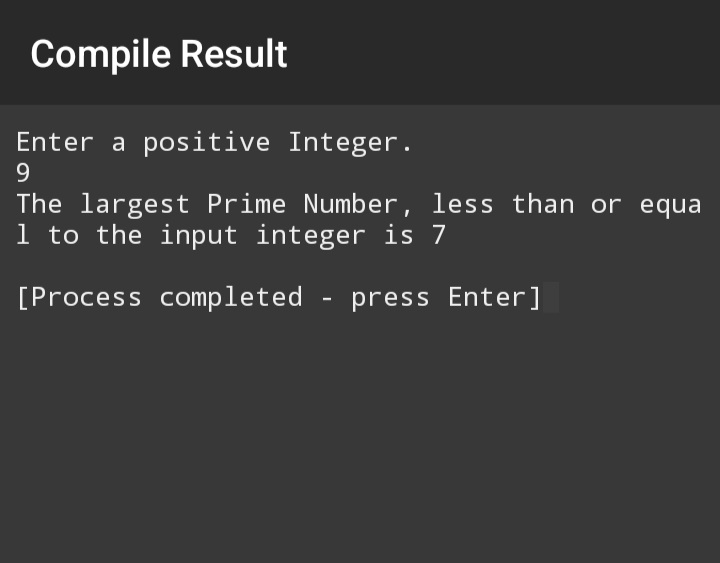 Compile Result
Enter a positive Integer.
9
The largest Prime Number, less than or equa
l to the input integer is 7
[Process completed - press Enter]